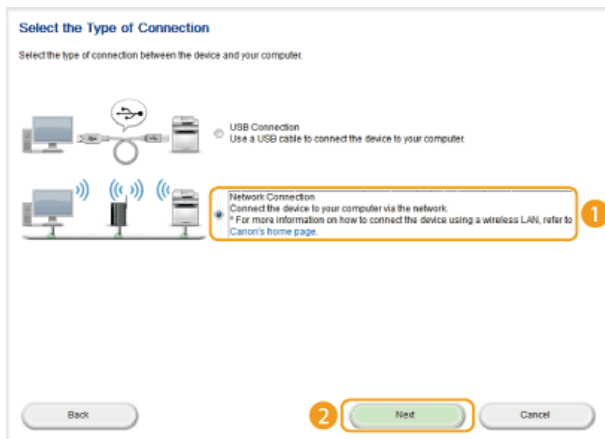 Select the Type of Connection
Select the type of connection between the device and your computer.
USB Connection
Use a USB cable to connect the device to your computer.
Network Connection
Connect the device to your computer via the network.
* For more information on how to connect the device using a wireless LAN, refer to
Canon's home page.
1
Back
2
Next
Cancel